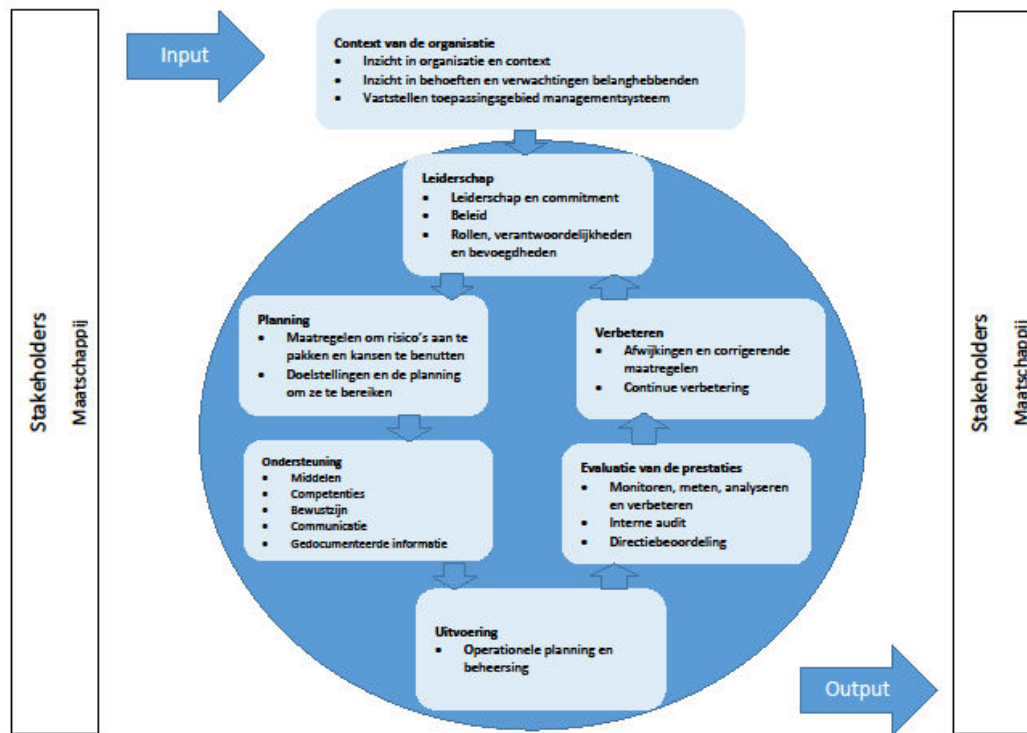 Stakeholders
Maatschappij
Input
Context van de organisatie
• Inzicht in organisatie en context
• Inzicht in behoeften en verwachtingen belanghebbenden
• Vaststellen toepassingsgebied managementsysteem
Leiderschap
• Leiderschap en commitment
• Beleid
• Rollen, verantwoordelijkheden
en bevoegdheden
Planning
• Maatregelen om risico's aan te
pakken en kansen te benutten
• Doelstellingen en de planning
om ze te bereiken
Verbeteren
• Afwijkingen en corrigerende
maatregelen
• Continue verbetering
Ondersteuning
• Middelen
• Competenties
• Bewustzijn
• Communicatie
• Gedocumenteerde informatie
Evaluatie van de prestaties
• Monitoren, meten, analyseren
en verbeteren
• Interne audit
• Directiebeoordeling
Uitvoering
• Operationele planning en
beheersing
Output
Stakeholders
Maatschappij